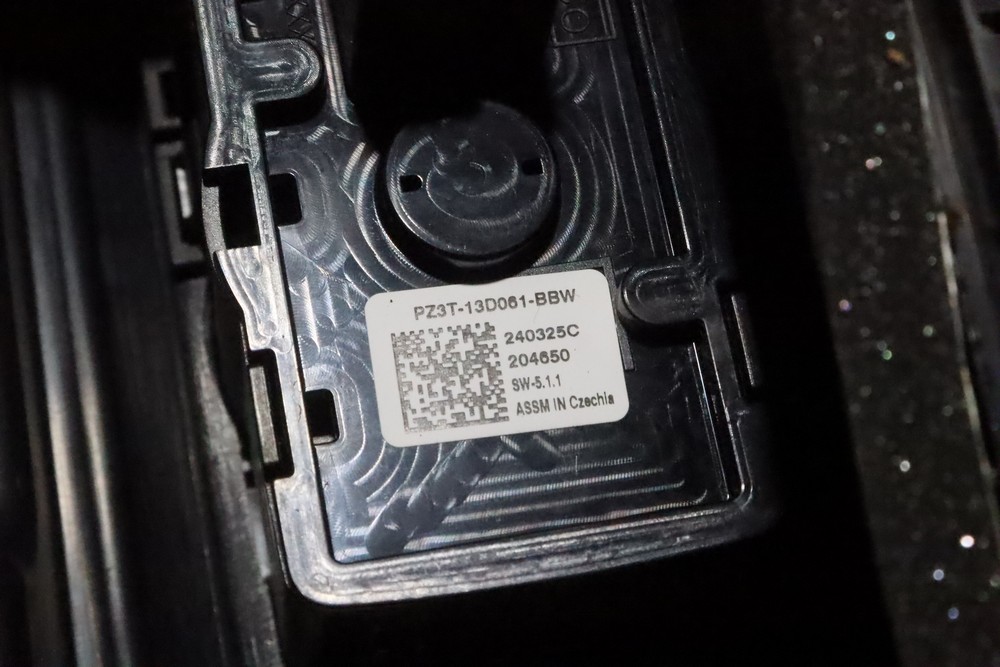 PZ3T-13D061-BBW
240325C
204650
SW-5.1.1
ASSM IN Czechia